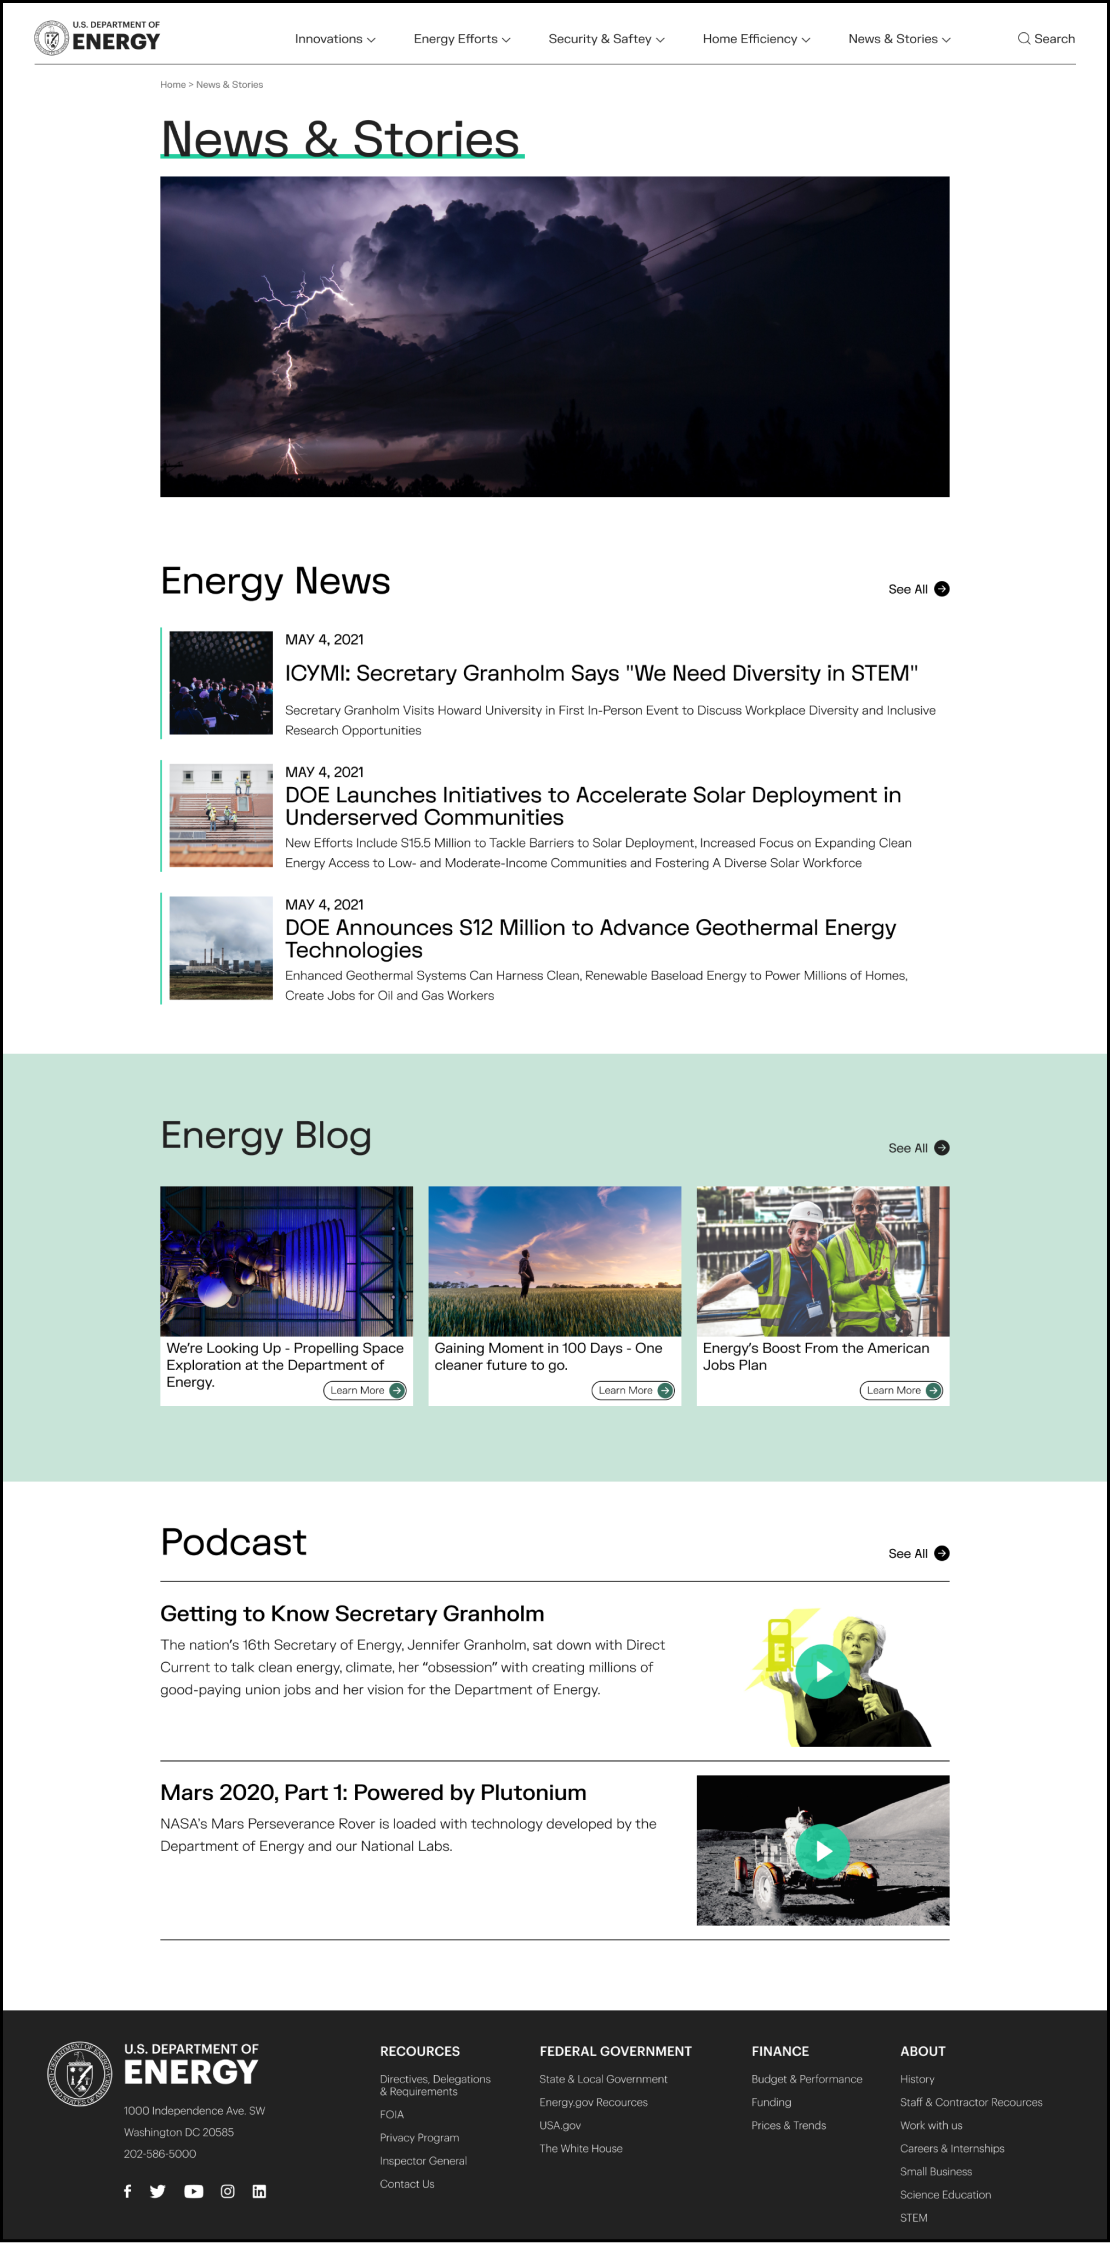 U.S. DEPARTMENT OF
ENERGY
Innovations
Energy Efforts
Security & Saftey
Home Efficiency
News & Stories
Search
Home > News & Stories
News & Stories
Energy News
See All
MAY 4, 2021
ICYMI: Secretary Granholm Says "We Need Diversity in STEM"
Secretary Granholm Visits Howard University in First In-Person Event to Discuss Workplace Diversity and Inclusive
Research Opportunities
MAY 4, 2021
DOE Launches Initiatives to Accelerate Solar Deployment in
Underserved Communities
New Efforts Include S15.5 Million to Tackle Barriers to Solar Deployment, Increased Focus on Expanding Clean
Energy Access to Low- and Moderate-Income Communities and Fostering A Diverse Solar Workforce
MAY 4, 2021
DOE Announces S12 Million to Advance Geothermal Energy
Technologies
Enhanced Geothermal Systems Can Harness Clean, Renewable Baseload Energy to Power Millions of Homes,
Create Jobs for Oil and Gas Workers
Energy Blog
See All
We're Looking Up - Propelling Space
Exploration at the Department of
Energy.
Learn More
Gaining Moment in 100 Days - One
cleaner future to go.
Learn More
Energy's Boost From the American
Jobs Plan
Learn More
Podcast
See All
Getting to Know Secretary Granholm
The nation's 16th Secretary of Energy, Jennifer Granholm, sat down with Direct
Current to talk clean energy, climate, her "obsession" with creating millions of
good-paying union jobs and her vision for the Department of Energy.
E
Mars 2020, Part 1: Powered by Plutonium
NASA's Mars Perseverance Rover is loaded with technology developed by the
Department of Energy and our National Labs.
U.S. DEPARTMENT OF
ENERGY
1000 Independence Ave. SW
Washington DC 20585
202-586-5000
RECOURCES
Directives, Delegations
& Requirements
FOIA
Privacy Program
Inspector General
Contact Us
FEDERAL GOVERNMENT
State & Local Government
Energy.gov Recources
USA.gov
The White House
FINANCE
Budget & Performance
Funding
Prices & Trends
ABOUT
History
Staff & Contractor Recources
Work with us
Careers & Internships
Small Business
Science Education
STEM